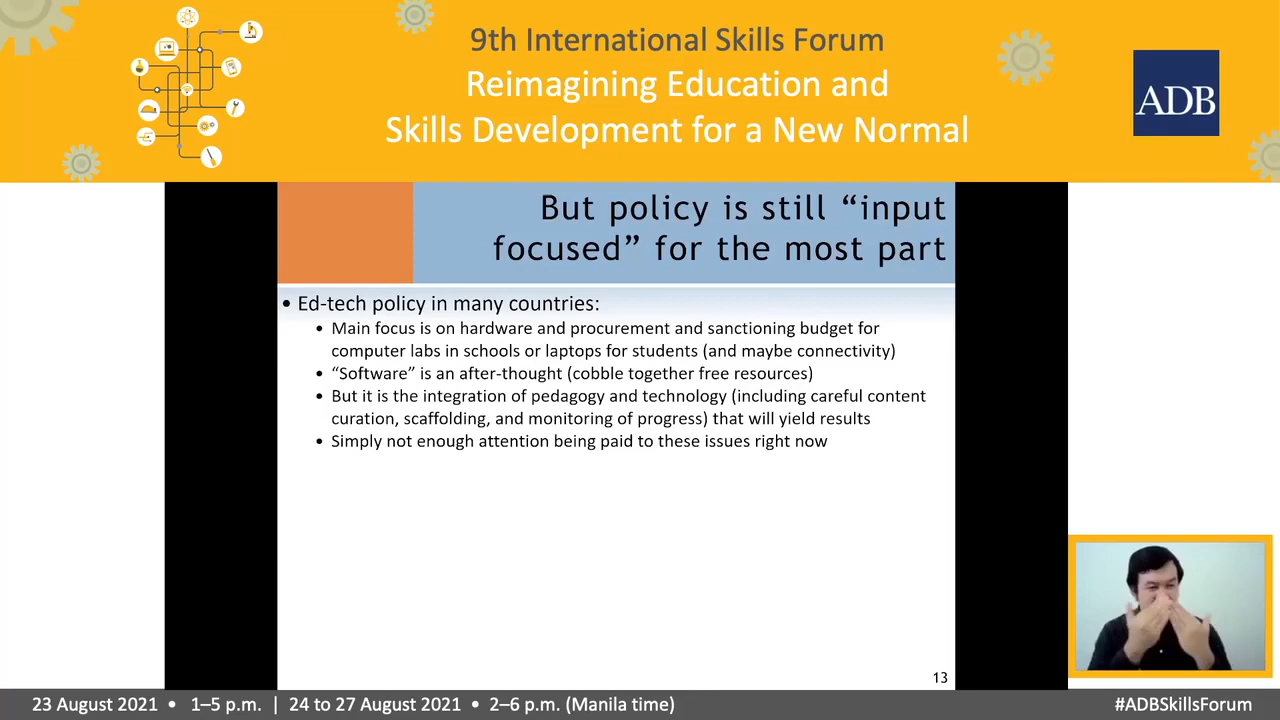 9th International Skills Forum
Reimagining Education and
Skills Development for a New Normal
ADB
But policy is still “input
focused” for the most part
• Ed-tech policy in many countries:
• Main focus is on hardware and procurement and sanctioning budget for
computer labs in schools or laptops for students (and maybe connectivity)
• “Software” is an after-thought (cobble together free resources)
• But it is the integration of pedagogy and technology (including careful content
curation, scaffolding, and monitoring of progress) that will yield results
• Simply not enough attention being paid to these issues right now
13
23 August 2021 • 1–5 p.m. | 24 to 27 August 2021 • 2–6 p.m. (Manila time)
#ADBSkillsForum